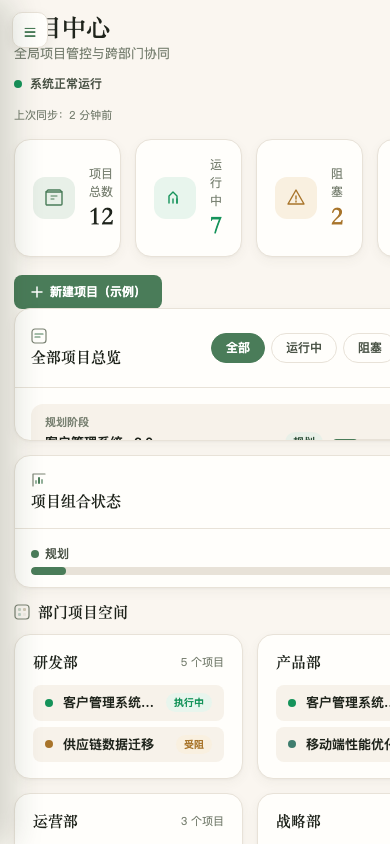 目中心
全局项目管控与跨部门协同
系统正常运行
上次同步: 2 分钟前
项目
总数
12
运
行
中
7
阻
塞
2
新建项目（示例）
全部项目总览
全部
运行中
阻塞
规划阶段
项目组合状态
规划
部门项目空间
研发部
5 个项目
客户管理系统...
执行中
供应链数据迁移
受阻
产品部
客户管理系统...
移动端性能优化
运营部
3 个项目
战略部